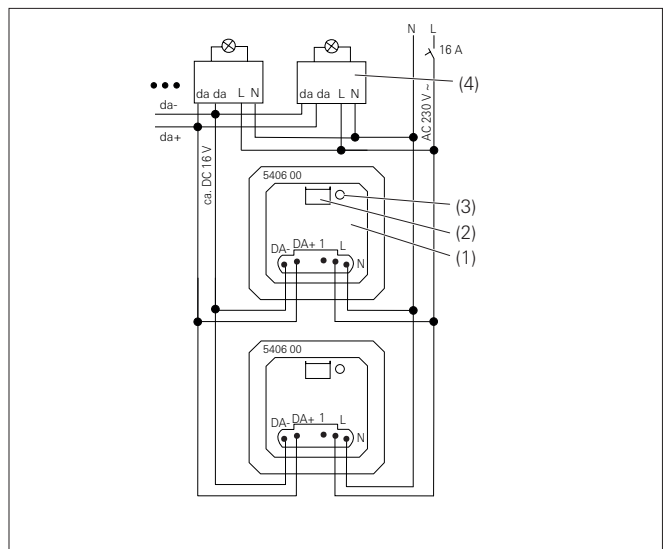 N L
16 A
(4)
da da L N
da da L N
da-
da+
AC 230 V ~
ca. DC 16 V
5406 00
(3)
(2)
(1)
DA- DA+ 1 L
N
5406 00
DA- DA+ 1 L
N